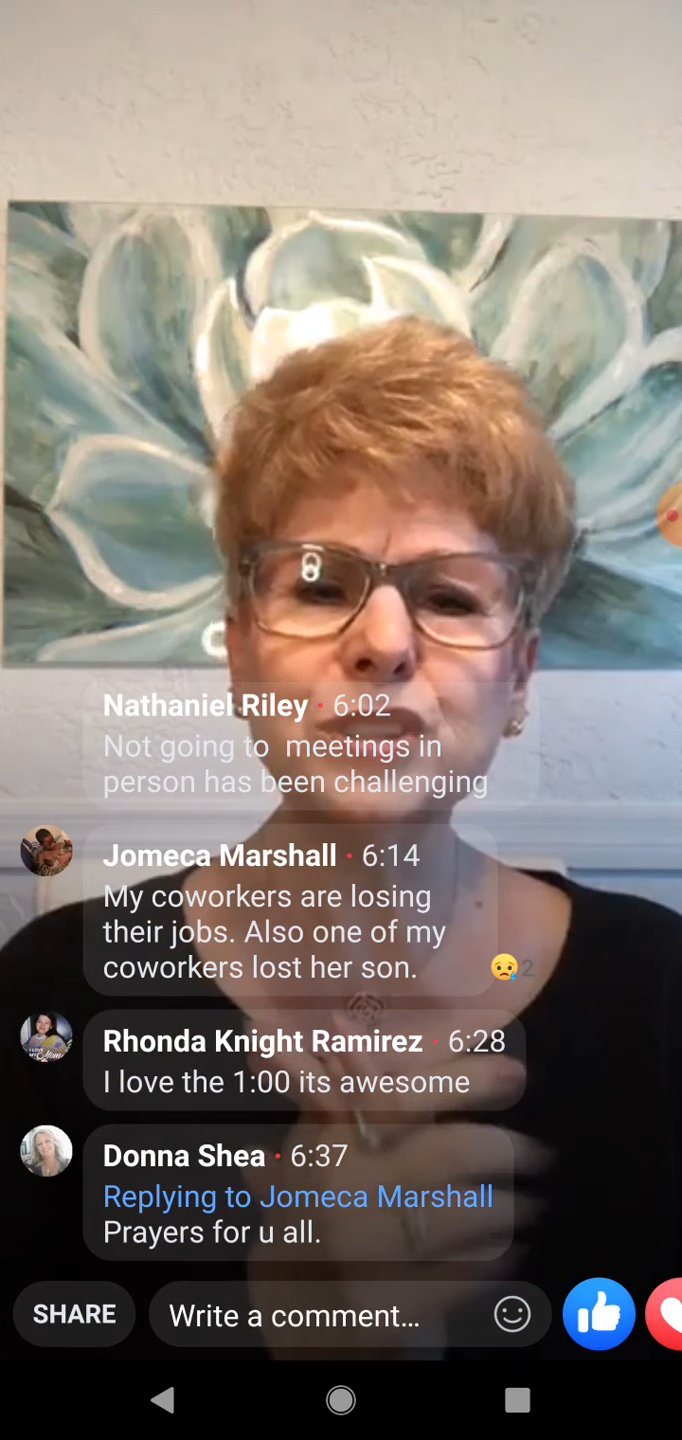 Nathaniel Riley · 6:02
Not going to  meetings in
person has been challenging
Jomeca Marshall · 6:14
My coworkers are losing
their jobs. Also one of my
coworkers lost her son.
2
Rhonda Knight Ramirez · 6:28
I love the 1:00 its awesome
Donna Shea · 6:37
Replying to Jomeca Marshall
Prayers for u all.
SHARE
Write a comment...